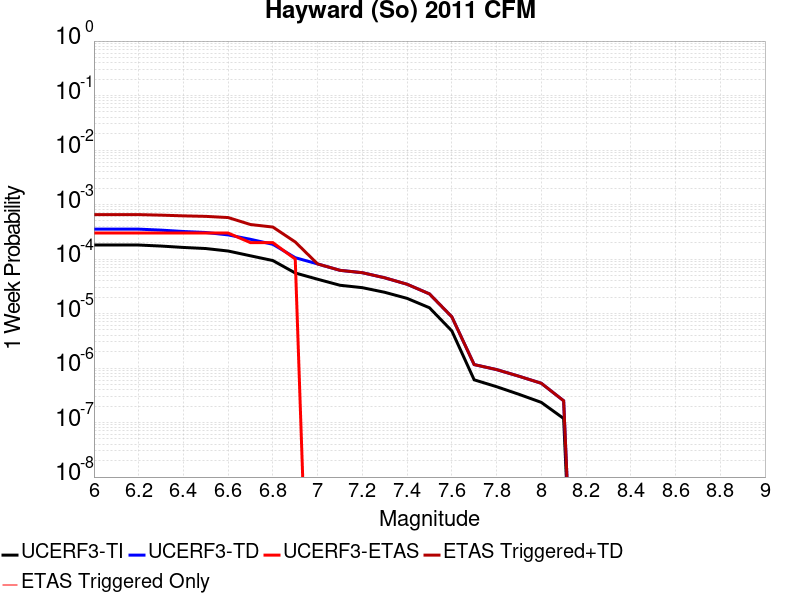 Hayward (So) 2011 CFM
10^0
10^-1
10^-2
10^-3
10^-4
10^-5
10^-6
10^-7
10^-8
1 Week Probability
6 6.2 6.4 6.6 6.8 7 7.2 7.4 7.6 7.8 8 8.2 8.4 8.6 8.8 9
Magnitude
UCERF3-TI UCERF3-TD UCERF3-ETAS ETAS Triggered+TD
ETAS Triggered Only